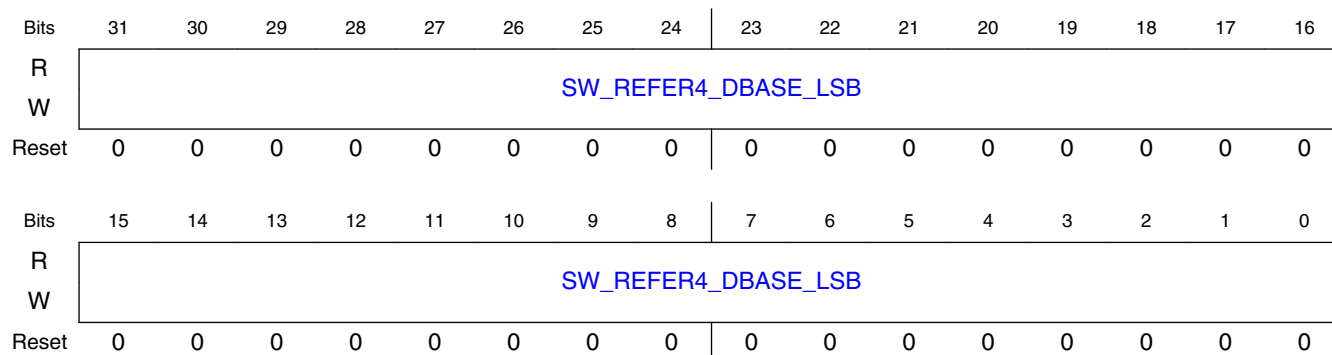 Bits 31 30 29 28 27 26 25 24 23 22 21 20 19 18 17 16
R
SW_REFER4_DBASE_LSB
W
Reset 0 0 0 0 0 0 0 0 0 0 0 0 0 0 0 0
Bits 15 14 13 12 11 10 9 8 7 6 5 4 3 2 1 0
R
SW_REFER4_DBASE_LSB
W
Reset 0 0 0 0 0 0 0 0 0 0 0 0 0 0 0 0